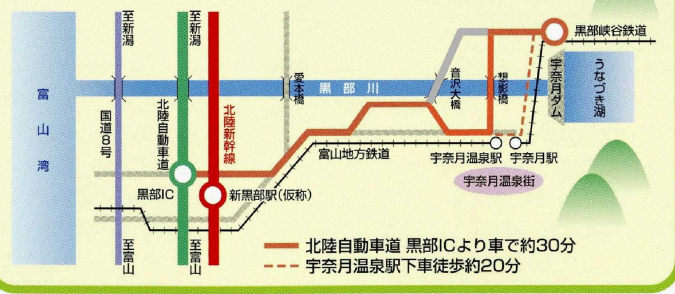 至新潟
至新潟
黒部峡谷鉄道
富山湾
国道8号
北陸自動車道
北陸新幹線
愛本橋
黒部川
音沢大橋
想影橋
宇奈月ダム
うなづき湖
富山地方鉄道
宇奈月温泉駅
宇奈月駅
宇奈月温泉街
黒部IC
新黒部駅(仮称)
至富山
至富山
北陸自動車道 黒部ICより車で約30分
宇奈月温泉駅下車徒歩約20分